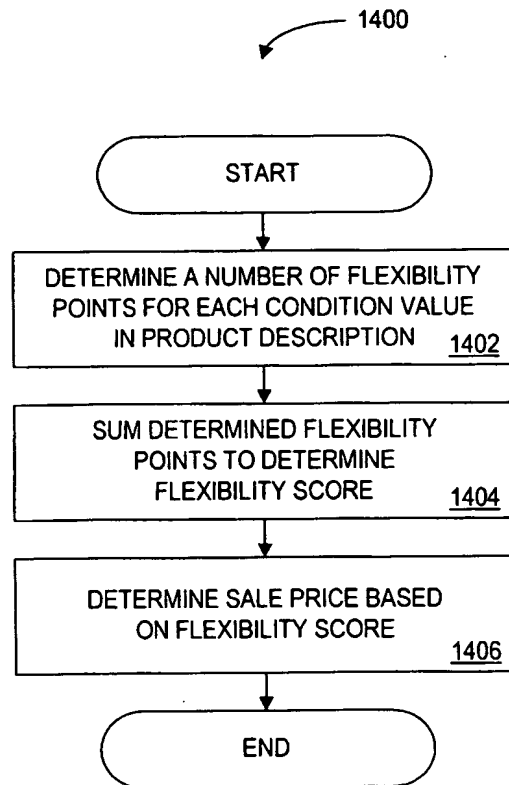 1400
START
DETERMINE A NUMBER OF FLEXIBILITY
POINTS FOR EACH CONDITION VALUE
IN PRODUCT DESCRIPTION
1402
SUM DETERMINED FLEXIBILITY
POINTS TO DETERMINE
FLEXIBILITY SCORE
1404
DETERMINE SALE PRICE BASED
ON FLEXIBILITY SCORE
1406
END